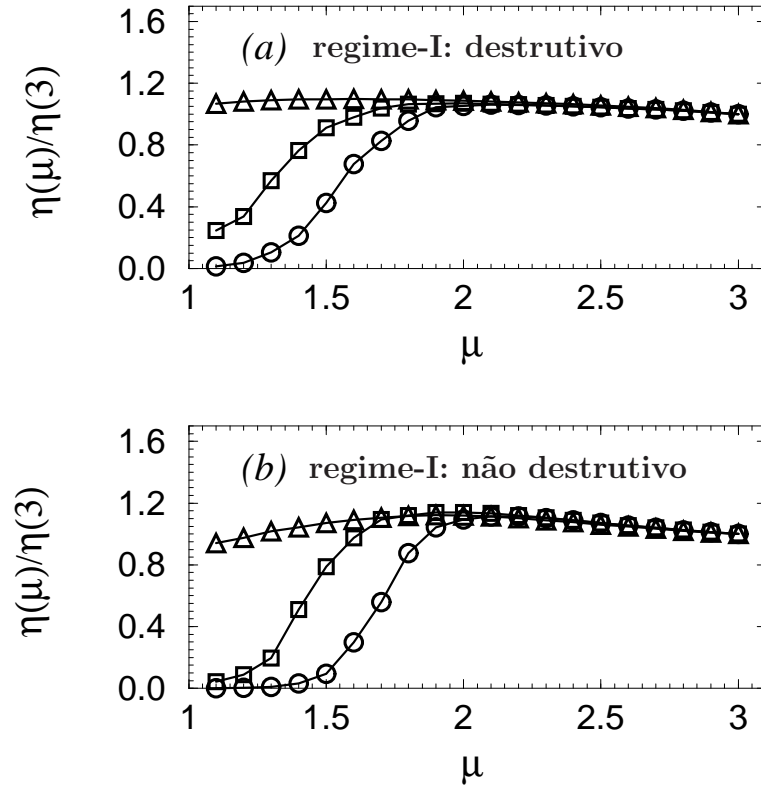 1.6
(a) regime-I: destrutivo
1.2
η(μ)/η(3)
0.8
0.4
0.0
1 1.5 2 2.5 3
μ
1.6
(b) regime-I: não destrutivo
1.2
η(μ)/η(3)
0.8
0.4
0.0
1 1.5 2 2.5 3
μ